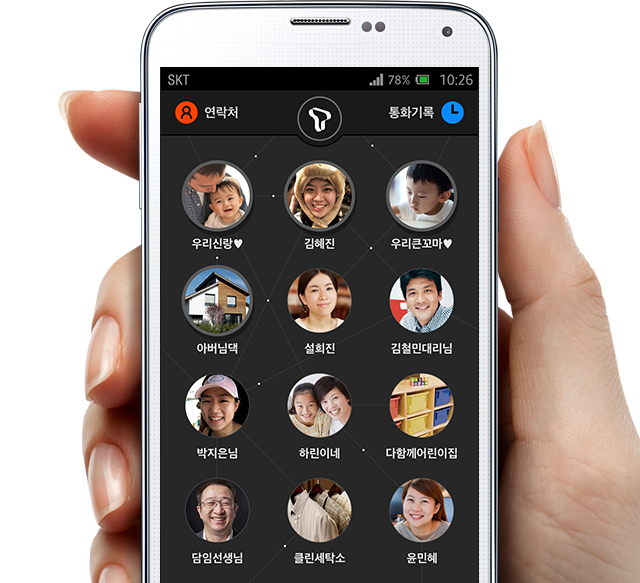 SKT 78% 10:26
연락처 통화기록
우리신랑♥ 김혜진 우리큰꼬마♥
아버님댁 설희진 김철민대리님
박지은님 하린이네 다함께어린이집
담임선생님 클린세탁소 윤민혜